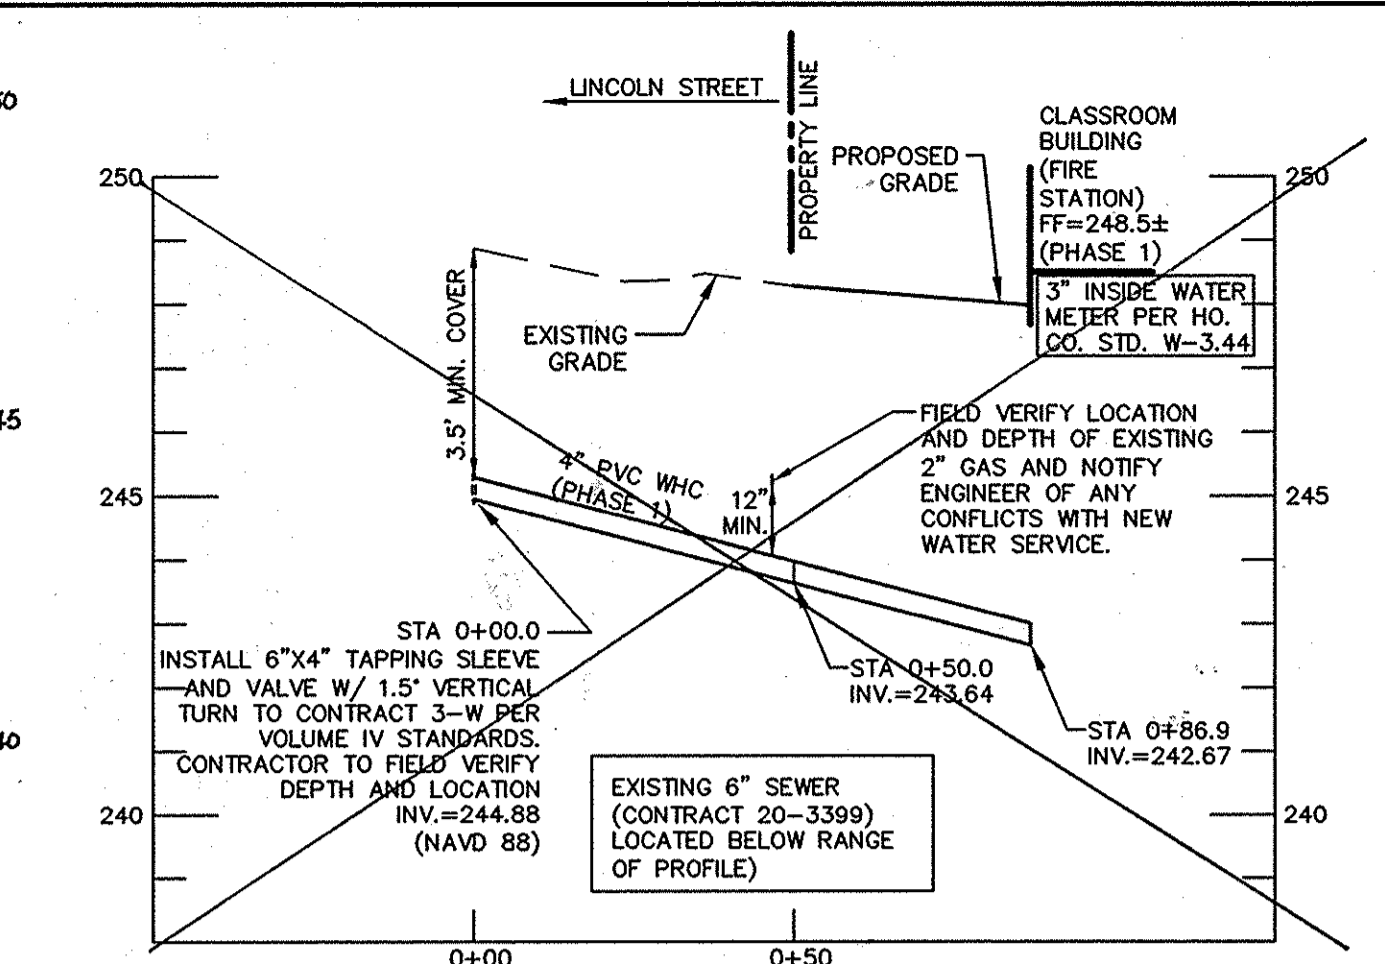 LINCOLN STREET
PROPERTY LINE
PROPOSED
GRADE
CLASSROOM
BUILDING
(FIRE
STATION)
FF=248.5±
(PHASE 1)
250
250
3" INSIDE WATER
METER PER HO.
CO. STD. W-3.44
3.5' MIN. COVER
EXISTING
GRADE
4" PVC WHC
(PHASE 1)
12"
MIN.
FIELD VERIFY LOCATION
AND DEPTH OF EXISTING
2" GAS AND NOTIFY
ENGINEER OF ANY
CONFLICTS WITH NEW
WATER SERVICE.
245
245
STA 0+00.0
INSTALL 6"X4" TAPPING SLEEVE
AND VALVE W/ 1.5° VERTICAL
TURN TO CONTRACT 3-W PER
VOLUME IV STANDARDS.
CONTRACTOR TO FIELD VERIFY
DEPTH AND LOCATION
INV.=244.88
(NAVD 88)
STA 0+50.0
INV.=243.64
STA 0+86.9
INV.=242.67
EXISTING 6" SEWER
(CONTRACT 20-3399)
LOCATED BELOW RANGE
OF PROFILE)
240
240
0+00
0+50